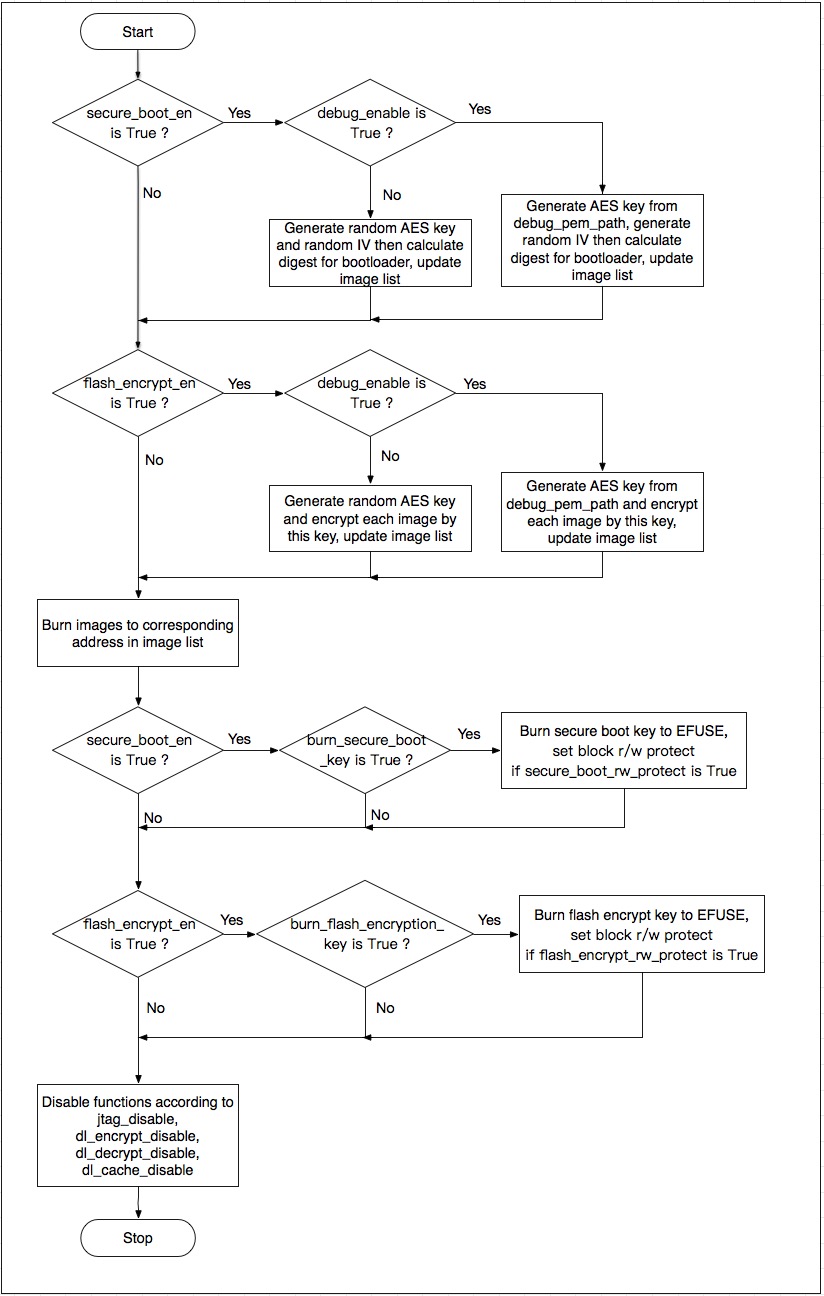 Start
secure_boot_en
is True ?
Yes
debug_enable is
True ?
Yes
No
No
Generate random AES key
and random IV then calculate
digest for bootloader, update
image list
Generate AES key from
debug_pem_path, generate
random IV then calculate
digest for bootloader, update
image list
flash_encrypt_en
is True ?
Yes
debug_enable is
True ?
Yes
No
No
Generate random AES key
and encrypt each image by
this key, update image list
Generate AES key from
debug_pem_path and encrypt
each image by this key,
update image list
Burn images to corresponding
address in image list
secure_boot_en
is True ?
Yes
burn_secure_boot
_key is True ?
Yes
Burn secure boot key to EFUSE,
set block r/w protect
if secure_boot_rw_protect is True
No
No
flash_encrypt_en
is True ?
Yes
burn_flash_encryption_
key is True ?
Yes
Burn flash encrypt key to EFUSE,
set block r/w protect
if flash_encrypt_rw_protect is True
No
No
Disable functions according to
jtag_disable,
dl_encrypt_disable,
dl_decrypt_disable,
dl_cache_disable
Stop